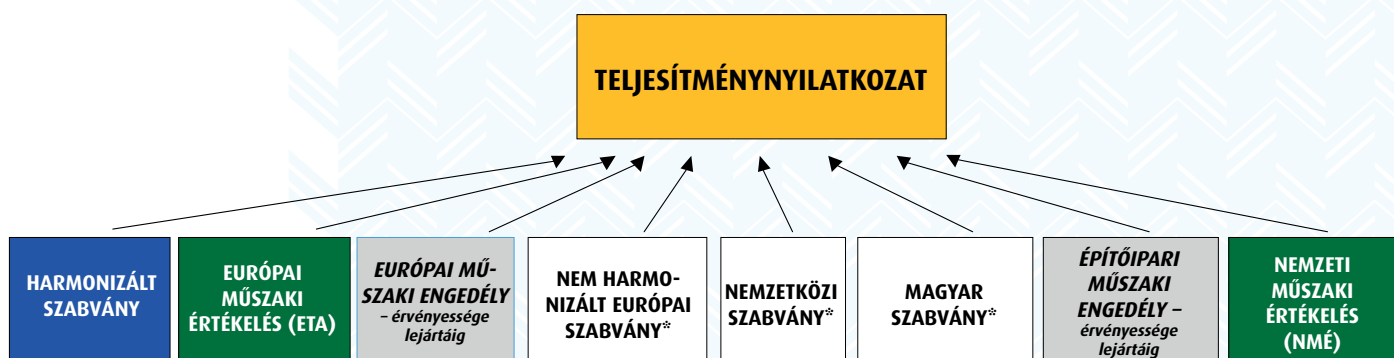 TELJESÍTMÉNYNYILATKOZAT
HARMONIZÁLT
SZABVÁNY
EURÓPAI
MŰSZAKI
ÉRTÉKELÉS (ETA)
EURÓPAI MŰ-
SZAKI ENGEDÉLY
– érvényessége
lejártáig
NEM HARMO-
NIZÁLT EURÓPAI
SZABVÁNY*
NEMZETKÖZI
SZABVÁNY*
MAGYAR
SZABVÁNY*
ÉPÍTŐIPARI
MŰSZAKI
ENGEDÉLY –
érvényessége
lejártáig
NEMZETI
MŰSZAKI
ÉRTÉKELÉS
(NMÉ)